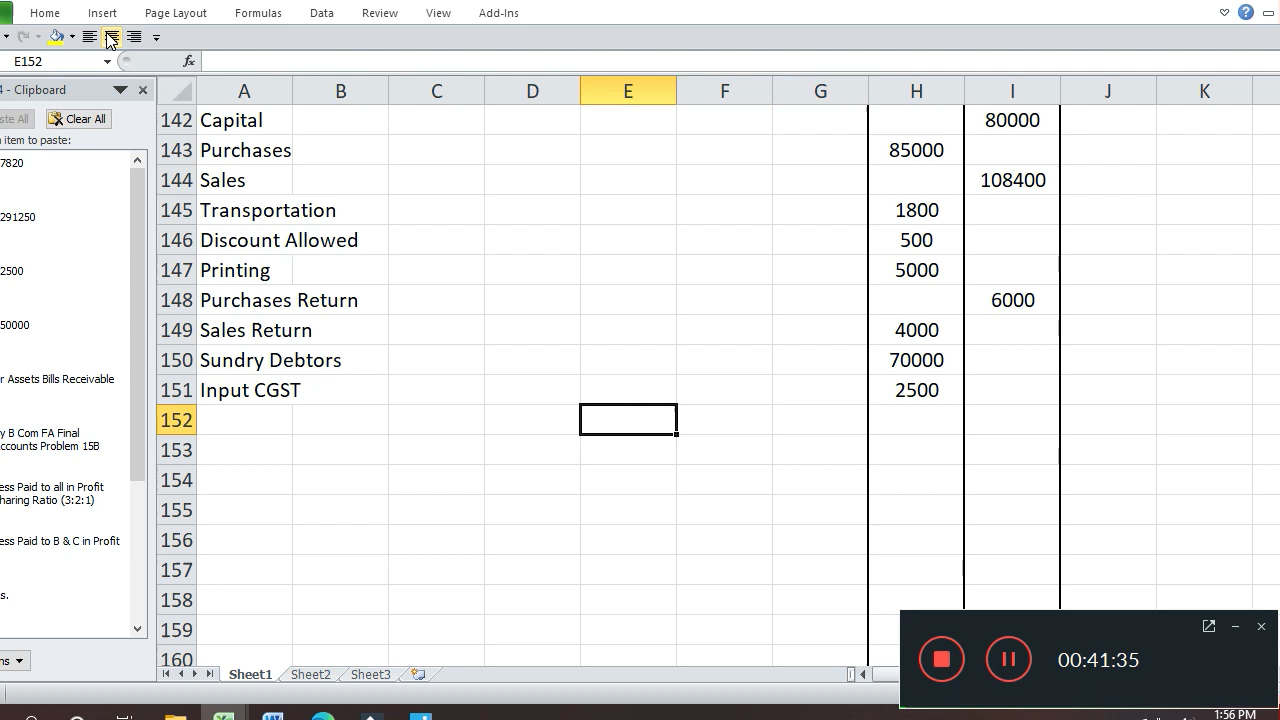 Home Insert Page Layout Formulas Data Review View Add-Ins
E152 fx
4 - Clipboard
ste All Clear All
item to paste:
7820
291250
2500
50000
r Assets Bills Receivable
y B Com FA Final
ccounts Problem 15B
ess Paid to all in Profit
haring Ratio (3:2:1)
ess Paid to B & C in Profit
s.
ns
A B C D E F G H I J K
142 Capital 80000
143 Purchases 85000
144 Sales 108400
145 Transportation 1800
146 Discount Allowed 500
147 Printing 5000
148 Purchases Return 6000
149 Sales Return 4000
150 Sundry Debtors 70000
151 Input CGST 2500
152
153
154
155
156
157
158
159
160
Sheet1 Sheet2 Sheet3
00:41:35
1:56 PM